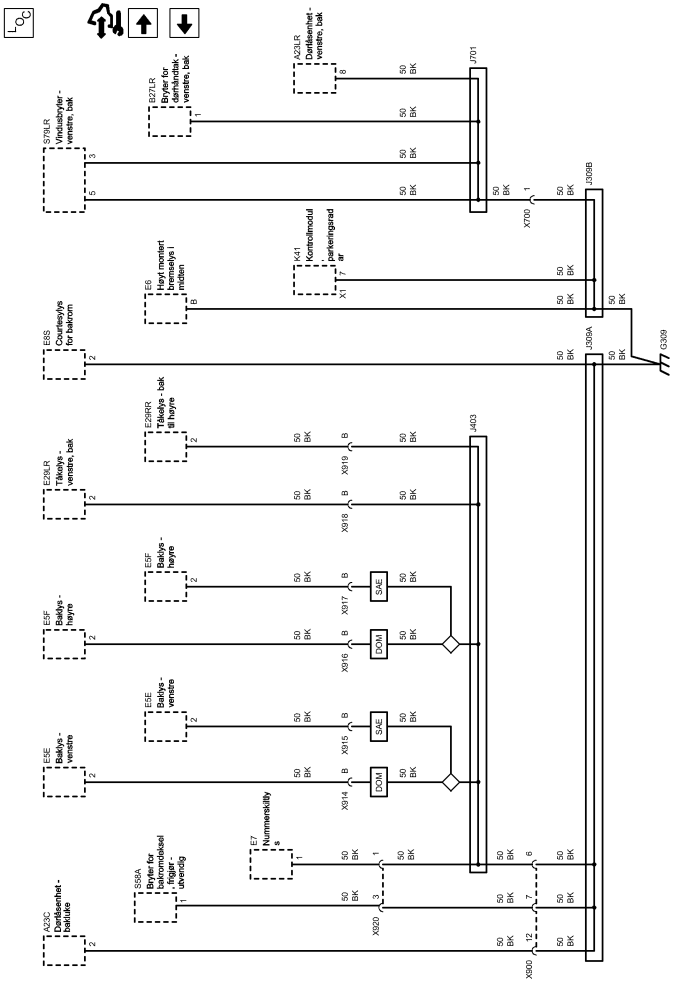 LOC
A23C
Dørlåsenhet -
bakluke
2
S58A
Bryter for
bakromdeksel
, frigjør -
utvendig
1
E7
Nummerskiltly
s
1
E5E
Baklys -
venstre
2
E5E
Baklys -
venstre
2
E5F
Baklys -
høyre
2
E5F
Baklys -
høyre
2
E29LR
Tåkelys -
venstre, bak
2
E29RR
Tåkelys - bak
til høyre
2
E8S
Courtesylys
for bakrom
2
E6
Høyt montert
bremselys i
midten
B
K41
Kontrollmodul
, parkeringsrad
ar
X1
7
S79LR
Vindusbryter -
venstre, bak
5
3
B27LR
Bryter for
dørhåndtak -
venstre, bak
1
A23LR
Dørlåsenhet -
venstre, bak
8
50
BK
50
BK
50
BK
50
BK
50
BK
50
BK
50
BK
50
BK
50
BK
50
BK
50
BK
X920
3
1
X914
B
X915
B
X916
B
X917
B
X918
B
X919
B
DOM
SAE
DOM
SAE
50
BK
50
BK
50
BK
50
BK
50
BK
50
BK
J403
J701
50
BK
50
BK
50
BK
50
BK
X900
12
7
6
X700
1
50
BK
50
BK
50
BK
50
BK
50
BK
50
BK
50
BK
J309A
J309B
50
BK
50
BK
G309